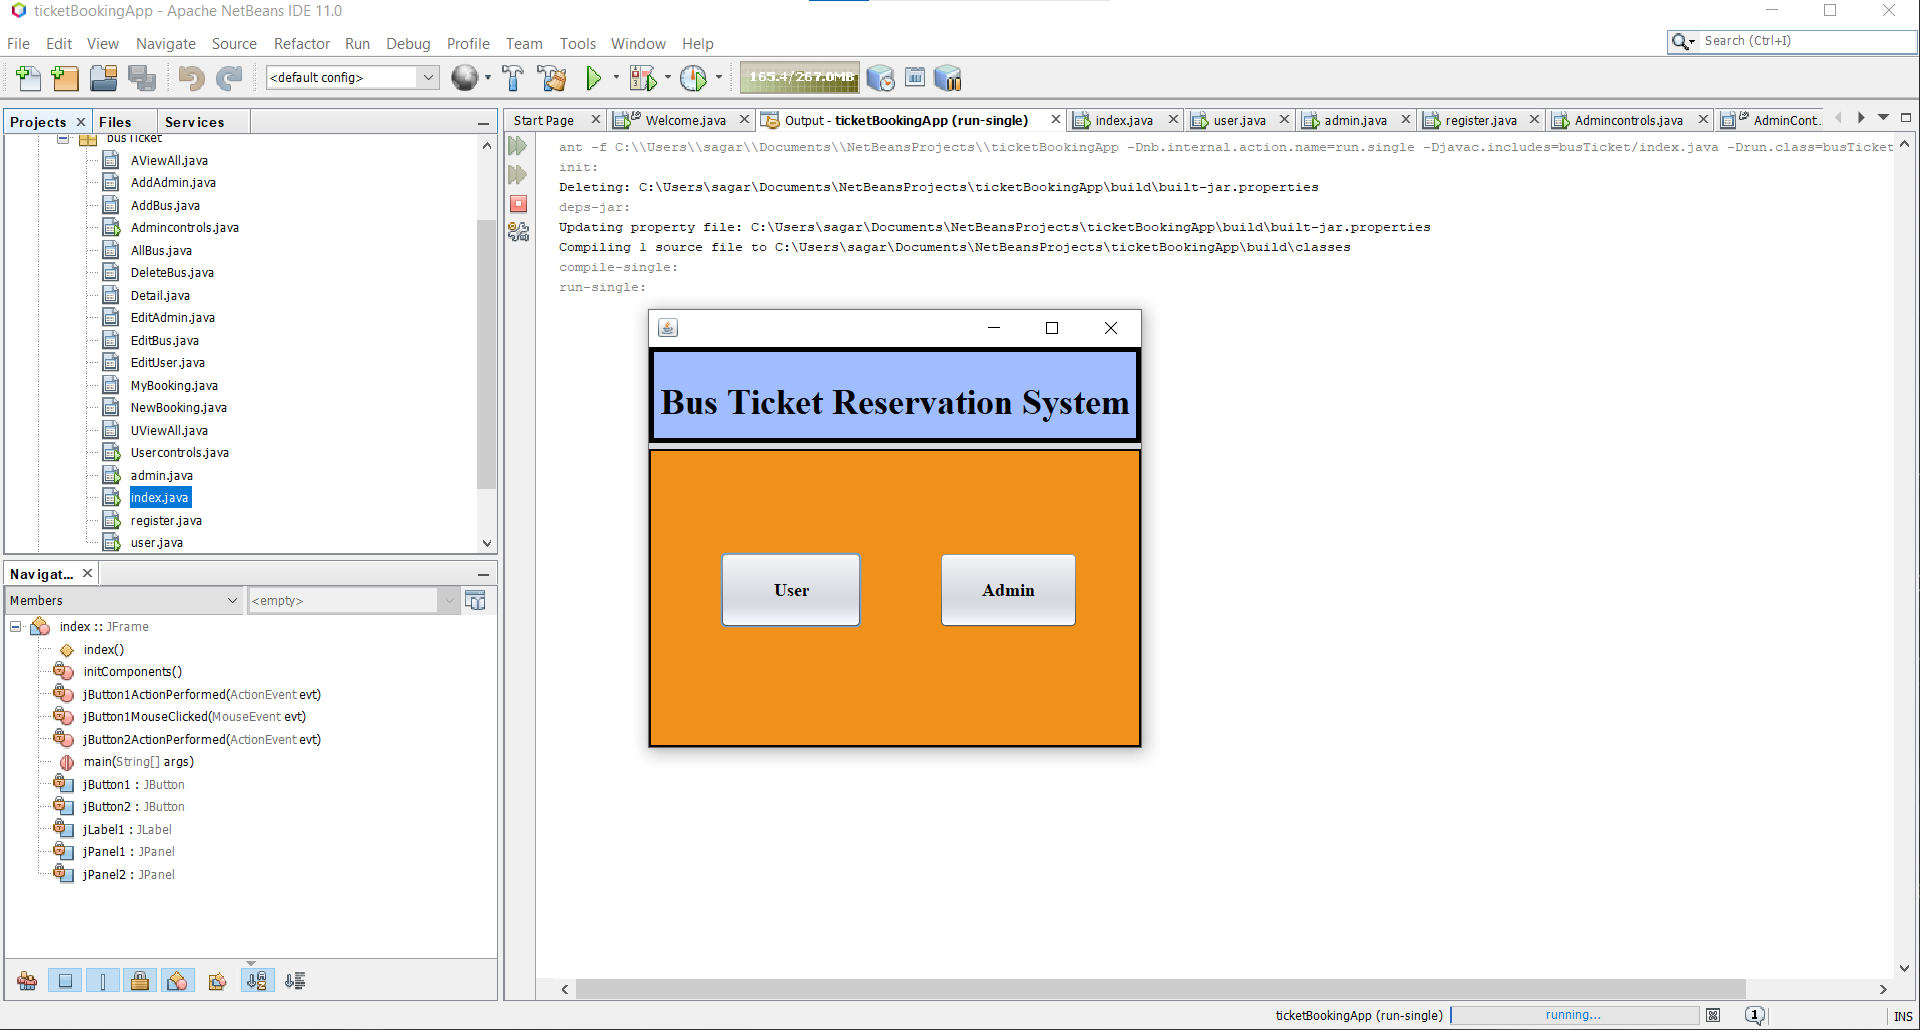 ticketBookingApp - Apache NetBeans IDE 11.0
File Edit View Navigate Source Refactor Run Debug Profile Team Tools Window Help
Search (Ctrl+I)
<default config>
165.4/267.0MB
Projects Files Services
busTicket
AViewAll.java
AddAdmin.java
AddBus.java
Admincontrols.java
AllBus.java
DeleteBus.java
Detail.java
EditAdmin.java
EditBus.java
EditUser.java
MyBooking.java
NewBooking.java
UViewAll.java
Usercontrols.java
admin.java
index.java
register.java
user.java
Navigat...
Members
<empty>
index :: JFrame
index()
initComponents()
jButton1ActionPerformed(ActionEvent evt)
jButton1MouseClicked(MouseEvent evt)
jButton2ActionPerformed(ActionEvent evt)
main(String[] args)
jButton1 : JButton
jButton2 : JButton
jLabel1 : JLabel
jPanel1 : JPanel
jPanel2 : JPanel
Start Page Welcome.java Output - ticketBookingApp (run-single) index.java user.java admin.java register.java Admincontrols.java AdminCont...
ant -f C:\\Users\\sagar\\Documents\\NetBeansProjects\\ticketBookingApp -Dnb.internal.action.name=run.single -Djavac.includes=busTicket/index.java -Drun.class=busTicket
init:
Deleting: C:\Users\sagar\Documents\NetBeansProjects\ticketBookingApp\build\built-jar.properties
deps-jar:
Updating property file: C:\Users\sagar\Documents\NetBeansProjects\ticketBookingApp\build\built-jar.properties
Compiling 1 source file to C:\Users\sagar\Documents\NetBeansProjects\ticketBookingApp\build\classes
compile-single:
run-single:
Bus Ticket Reservation System
User
Admin
ticketBookingApp (run-single)
running...
1
INS